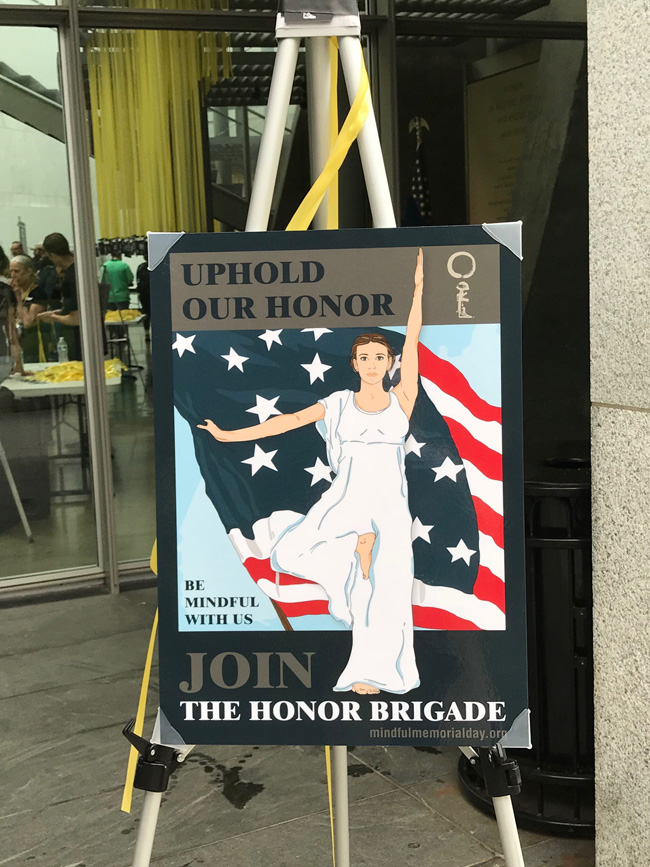 UPHOLD
OUR HONOR
BE
MINDFUL
WITH US
JOIN
THE HONOR BRIGADE
mindfulmemorialday.org